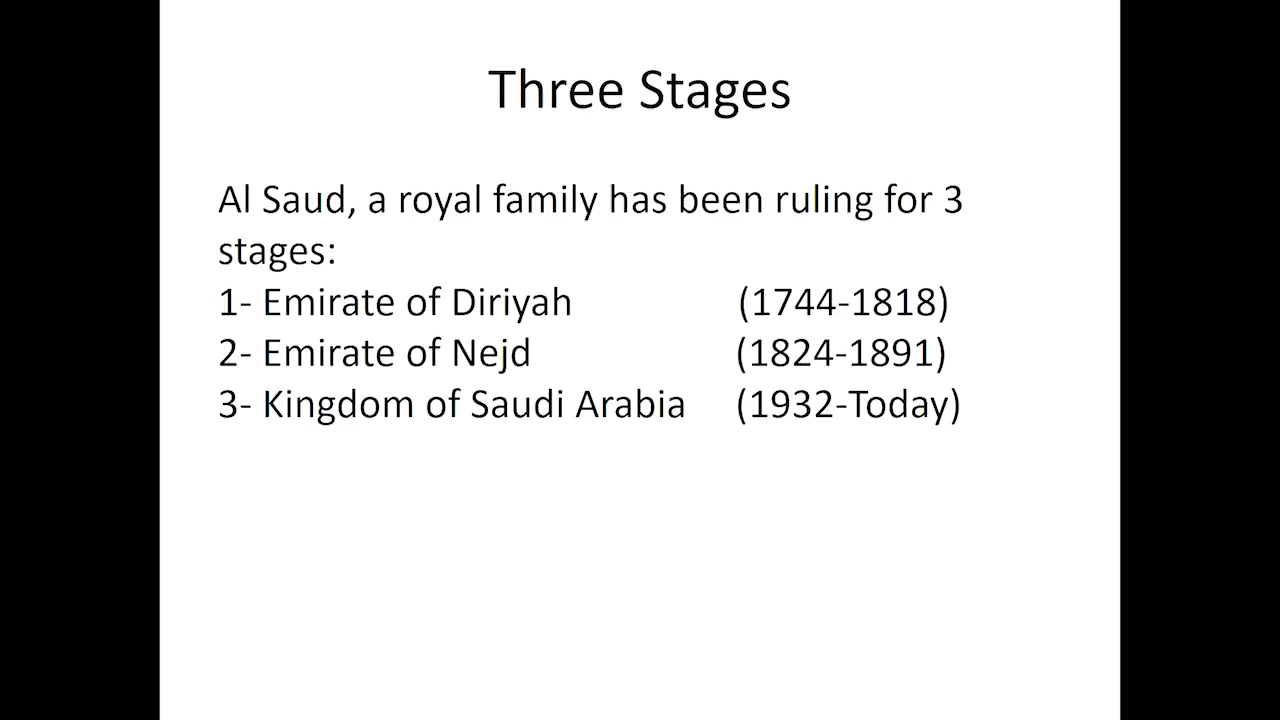 Three Stages
Al Saud, a royal family has been ruling for 3
stages:
1- Emirate of Diriyah (1744-1818)
2- Emirate of Nejd (1824-1891)
3- Kingdom of Saudi Arabia (1932-Today)